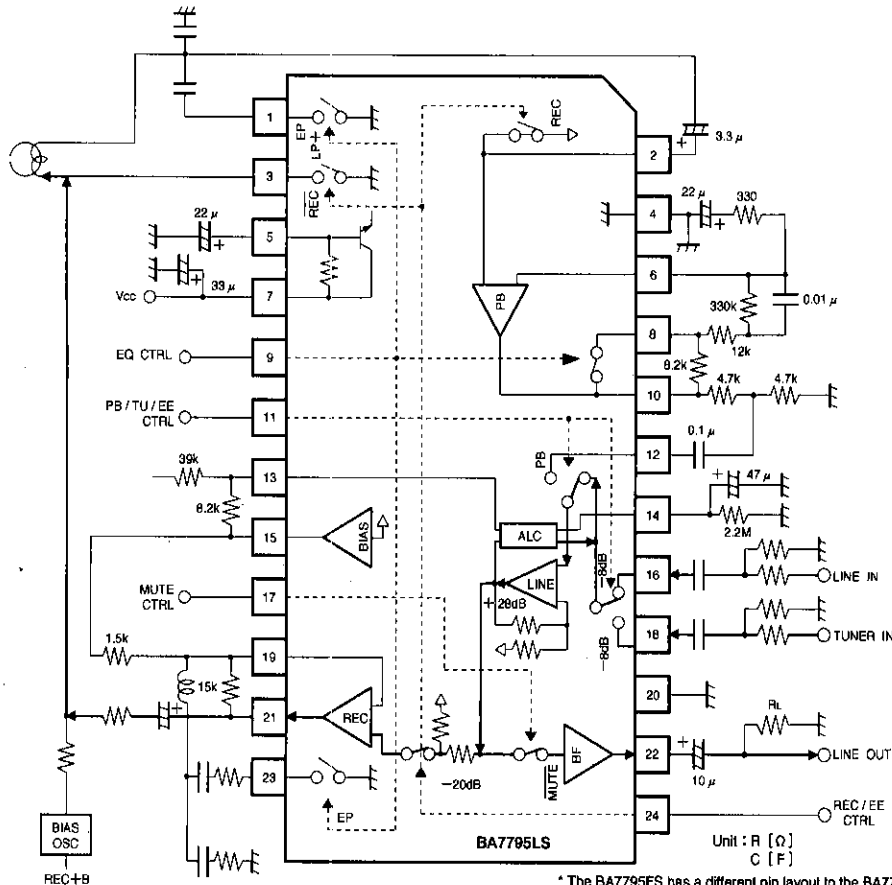 1
EP
LP+
REC
2
3.3 μ
3
REC
4
22 μ
330
22 μ
5
6
33 μ
PB
330k
0.01 μ
Vcc
7
8
12k
EQ CTRL
9
8.2k
4.7k
4.7k
10
PB / TU / EE
CTRL
11
0.1 μ
12
PB
39k
13
47 μ
8.2k
ALC
14
2.2M
15
BIAS
-8dB
16
LINE IN
MUTE
CTRL
17
LINE
+28dB
18
TUNER IN
-8dB
1.5k
19
20
15k
RL
21
REC
BF
22
LINE OUT
-20dB
MUTE
10 μ
23
24
REC / EE
CTRL
EP
BIAS
OSC
BA7795LS
Unit : R [Ω]
C [F]
REC+B
* The BA7795FS has a different pin layout to the BA77